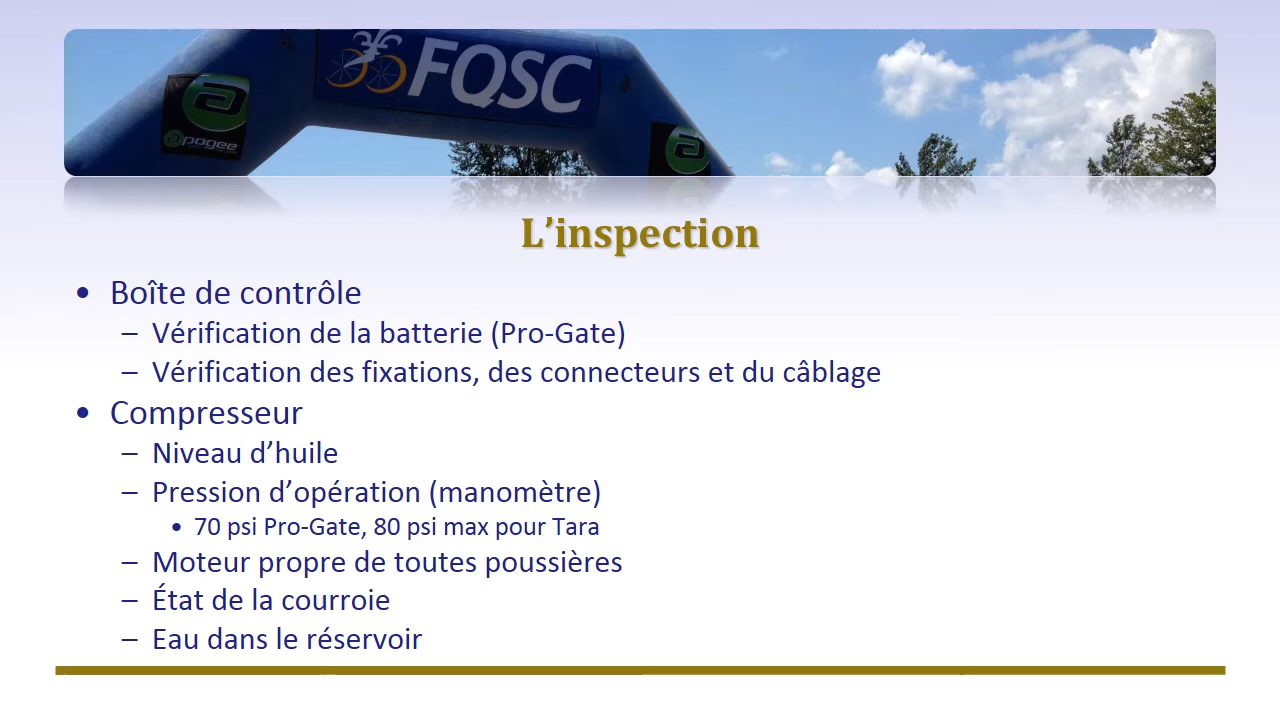 FQSC
apogee
L’inspection
• Boîte de contrôle
– Vérification de la batterie (Pro-Gate)
– Vérification des fixations, des connecteurs et du câblage
• Compresseur
– Niveau d’huile
– Pression d’opération (manomètre)
• 70 psi Pro-Gate, 80 psi max pour Tara
– Moteur propre de toutes poussières
– État de la courroie
– Eau dans le réservoir